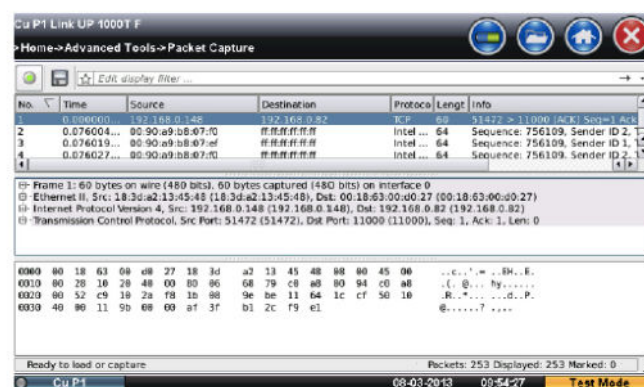 Cu P1 Link UP 1000T F
>Home->Advanced Tools->Packet Capture
Edit display filter ...
No. Time Source Destination Protoco Lengt Info
1 0.000000... 192.168.0.148 192.168.0.82 TCP 60 51472 > 11000 [ACK] Seq=1 Ack
2 0.076004... 00:90:a9:b8:07:f0 ff:ff:ff:ff:ff:ff Intel ... 64 Sequence: 756109, Sender ID 2, T
3 0.076019... 00:90:a9:b8:07:ef ff:ff:ff:ff:ff:ff Intel ... 64 Sequence: 756109, Sender ID 1,
4 0.076027... 00:90:a9:b8:07:f0 ff:ff:ff:ff:ff:ff Intel ... 64 Sequence: 756109, Sender ID 2, T
Frame 1: 60 bytes on wire (480 bits), 60 bytes captured (480 bits) on interface 0
Ethernet II, Src: 18:3d:a2:13:45:48 (18:3d:a2:13:45:48), Dst: 00:18:63:00:d0:27 (00:18:63:00:d0:27)
Internet Protocol Version 4, Src: 192.168.0.148 (192.168.0.148), Dst: 192.168.0.82 (192.168.0.82)
Transmission Control Protocol, Src Port: 51472 (51472), Dst Port: 11000 (11000), Seq: 1, Ack: 1, Len: 0
0000 00 18 63 00 d0 27 18 3d a2 13 45 48 08 00 45 00 ..c..'.= ..EH..E.
0010 00 28 10 20 40 00 80 06 68 79 c0 a8 00 94 c0 a8 .(. @... hy......
0020 00 52 c9 10 2a f8 1b 08 9e be 11 64 1c cf 50 10 .R..*... ...d..P.
0030 40 00 11 9b 00 00 af 3f b1 2c f9 e1 @......? .,..
Ready to load or capture Packets: 253 Displayed: 253 Marked: 0
Cu P1 08-03-2013 09:54:27 Test Mode